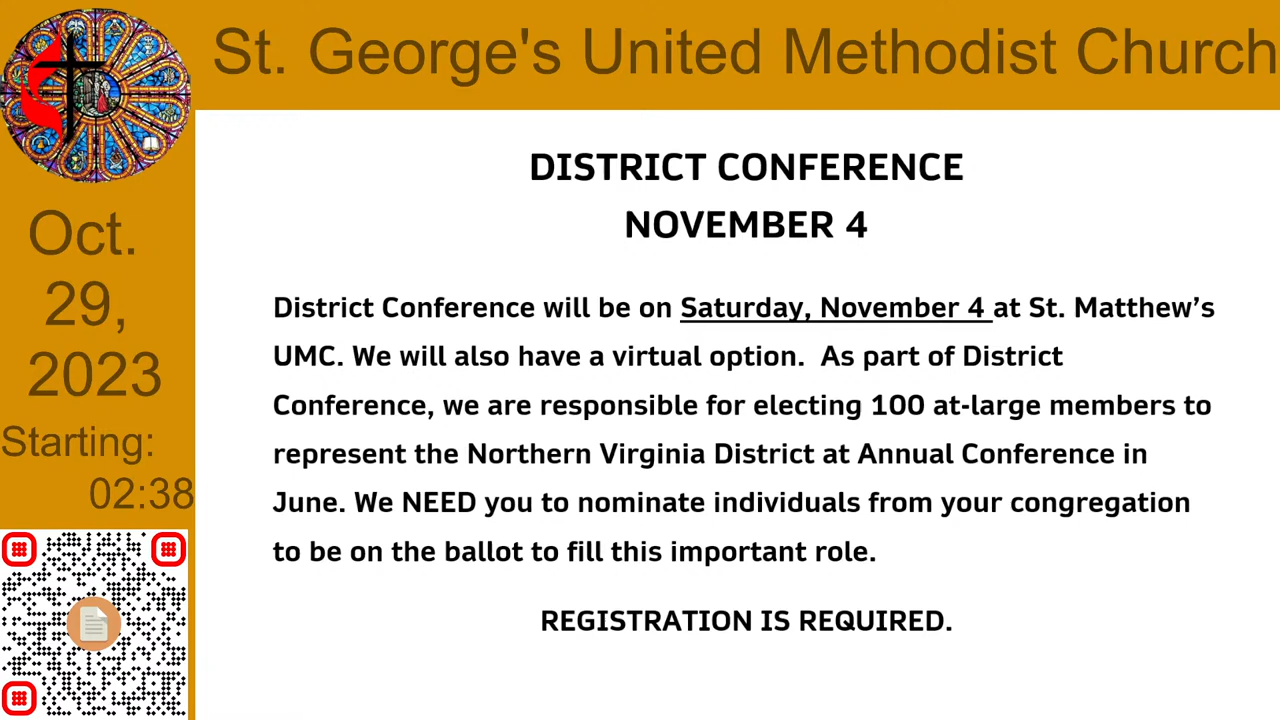 St. George's United Methodist Church
Oct.
29,
2023
Starting:
02:38
DISTRICT CONFERENCE
NOVEMBER 4
District Conference will be on Saturday, November 4 at St. Matthew’s
UMC. We will also have a virtual option.  As part of District
Conference, we are responsible for electing 100 at-large members to
represent the Northern Virginia District at Annual Conference in
June. We NEED you to nominate individuals from your congregation
to be on the ballot to fill this important role.
REGISTRATION IS REQUIRED.